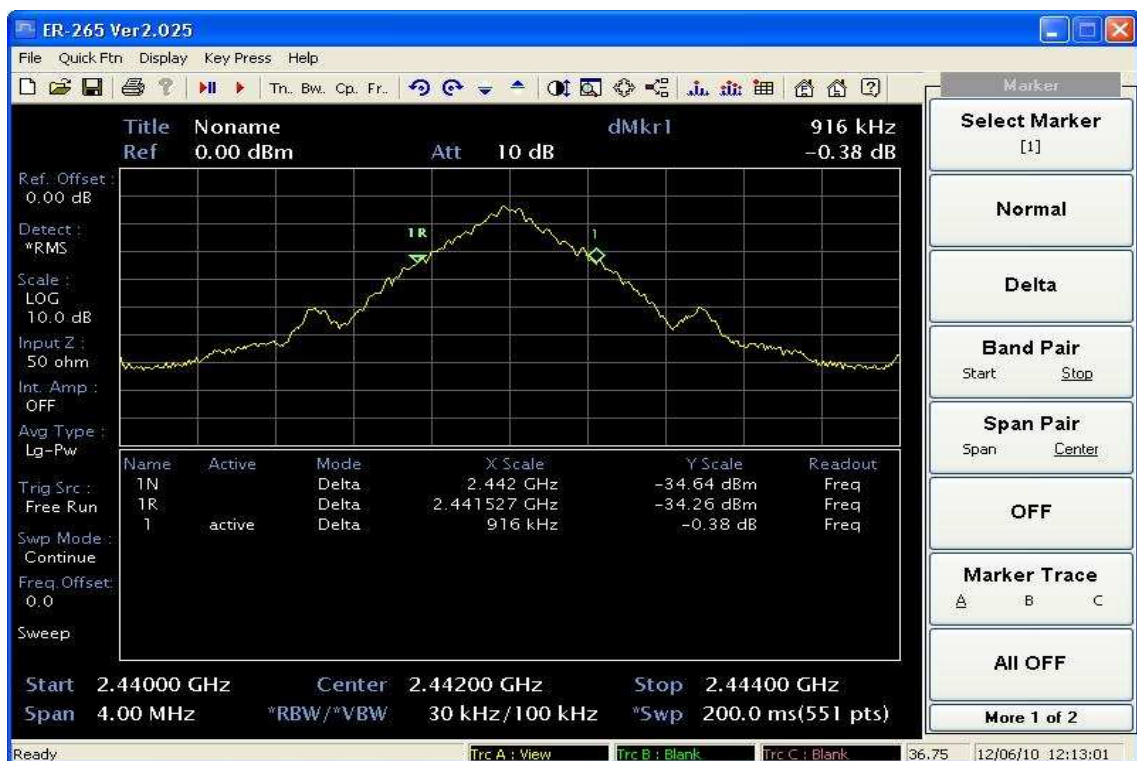 ER-265 Ver2.025
File Quick Ftn Display Key Press Help
Tn.. Bw. Cp. Fr..
Title Noname dMkr1 916 kHz
Ref 0.00 dBm Att 10 dB -0.38 dB
Ref. Offset :
0.00 dB
Detect :
*RMS
Scale :
LOG
10.0 dB
Input Z :
50 ohm
Int. Amp :
OFF
Avg Type :
Lg-Pw
Trig Src :
Free Run
Swp Mode :
Continue
Freq.Offset:
0.0
Sweep
1R 1
Name Active Mode X Scale Y Scale Readout
1N Delta 2.442 GHz -34.64 dBm Freq
1R Delta 2.441527 GHz -34.26 dBm Freq
1 active Delta 916 kHz -0.38 dB Freq
Start 2.44000 GHz Center 2.44200 GHz Stop 2.44400 GHz
Span 4.00 MHz *RBW/*VBW 30 kHz/100 kHz *Swp 200.0 ms(551 pts)
Marker
Select Marker
[1]
Normal
Delta
Band Pair
Start Stop
Span Pair
Span Center
OFF
Marker Trace
A B C
All OFF
More 1 of 2
Ready Trc A : View Trc B : Blank Trc C : Blank 36.75 12/06/10 12:13:01